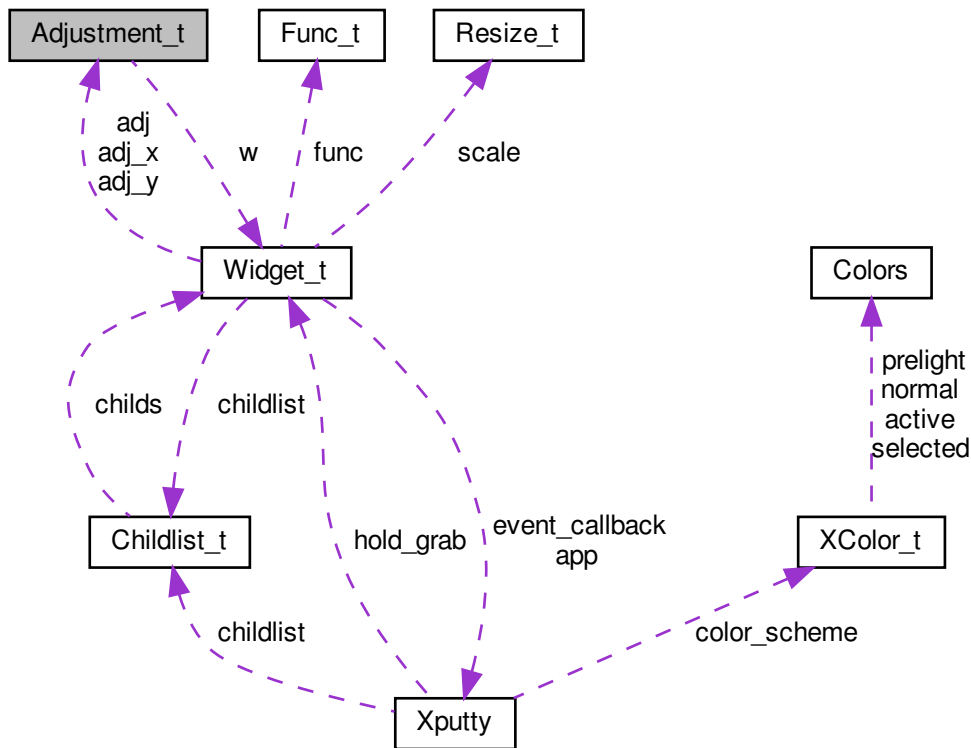 Adjustment_t
Func_t
Resize_t
adj
adj_x
adj_y
w
func
scale
Widget_t
Colors
prelight
normal
active
selected
childs
childlist
Childlist_t
hold_grab
event_callback
app
XColor_t
childlist
color_scheme
Xputty